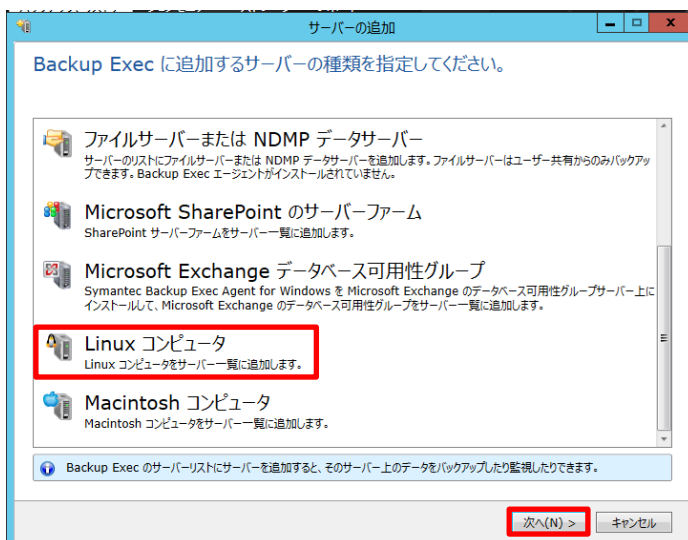 サーバーの追加
Backup Exec に追加するサーバーの種類を指定してください。
ファイルサーバーまたは NDMP データサーバー
サーバーのリストにファイルサーバーまたは NDMP データサーバーを追加します。ファイルサーバーはユーザー共有からのみバックアッ
プできます。Backup Exec エージェントがインストールされていません。
Microsoft SharePoint のサーバーファーム
SharePoint サーバーファームをサーバー一覧に追加します。
Microsoft Exchange データベース可用性グループ
Symantec Backup Exec Agent for Windows を Microsoft Exchange のデータベース可用性グループサーバー上に
インストールして、Microsoft Exchange のデータベース可用性グループをサーバー一覧に追加します。
Linux コンピュータ
Linux コンピュータをサーバー一覧に追加します。
Macintosh コンピュータ
Macintosh コンピュータをサーバー一覧に追加します。
Backup Exec のサーバーリストにサーバーを追加すると、そのサーバー上のデータをバックアップしたり監視したりできます。
次へ(N) >
キャンセル